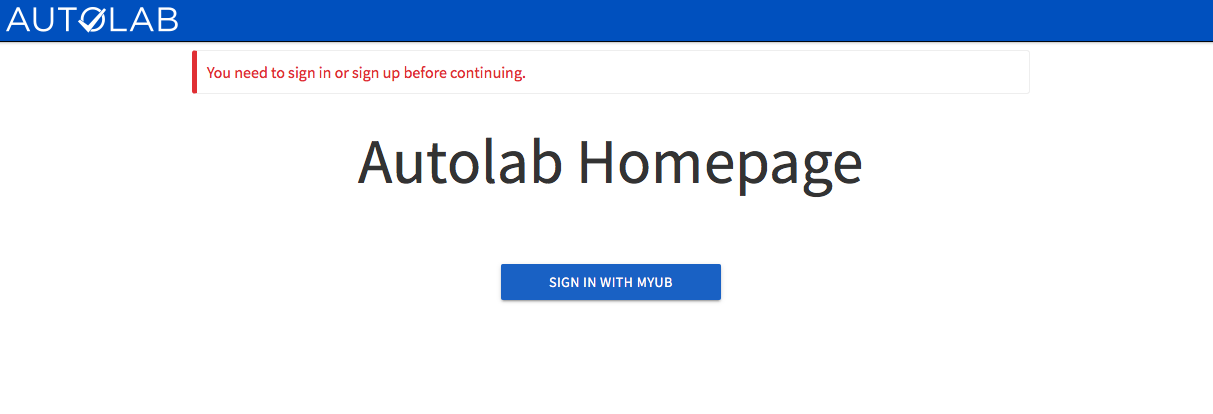 AUTOLAB
You need to sign in or sign up before continuing.
Autolab Homepage
SIGN IN WITH MYUB